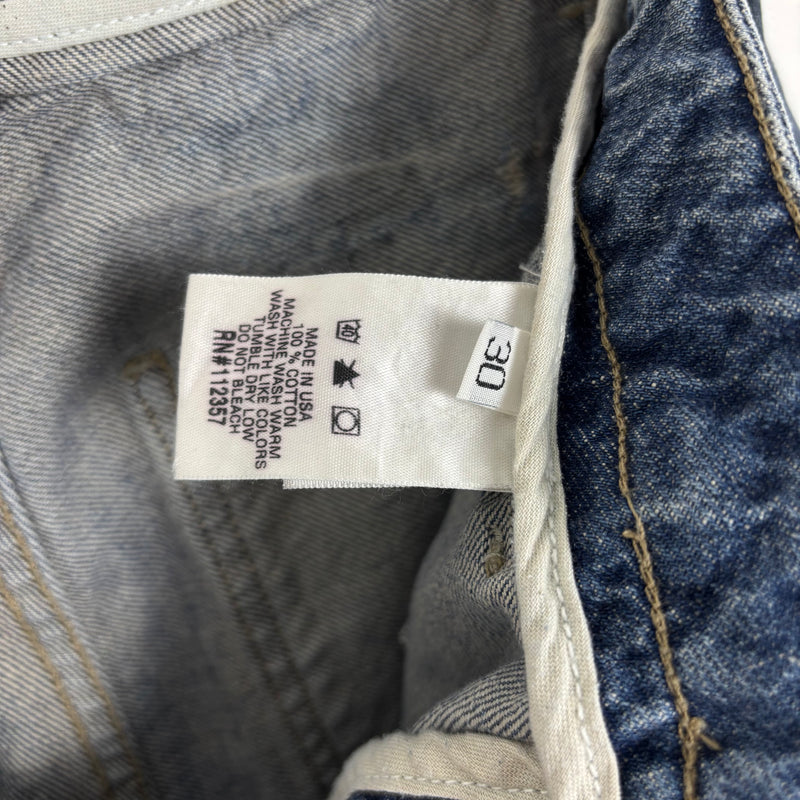 MADE IN USA
100 % COTTON
MACHINE WASH WARM
WASH WITH LIKE COLORS
TUMBLE DRY LOW
DO NOT BLEACH
RN#112357
30